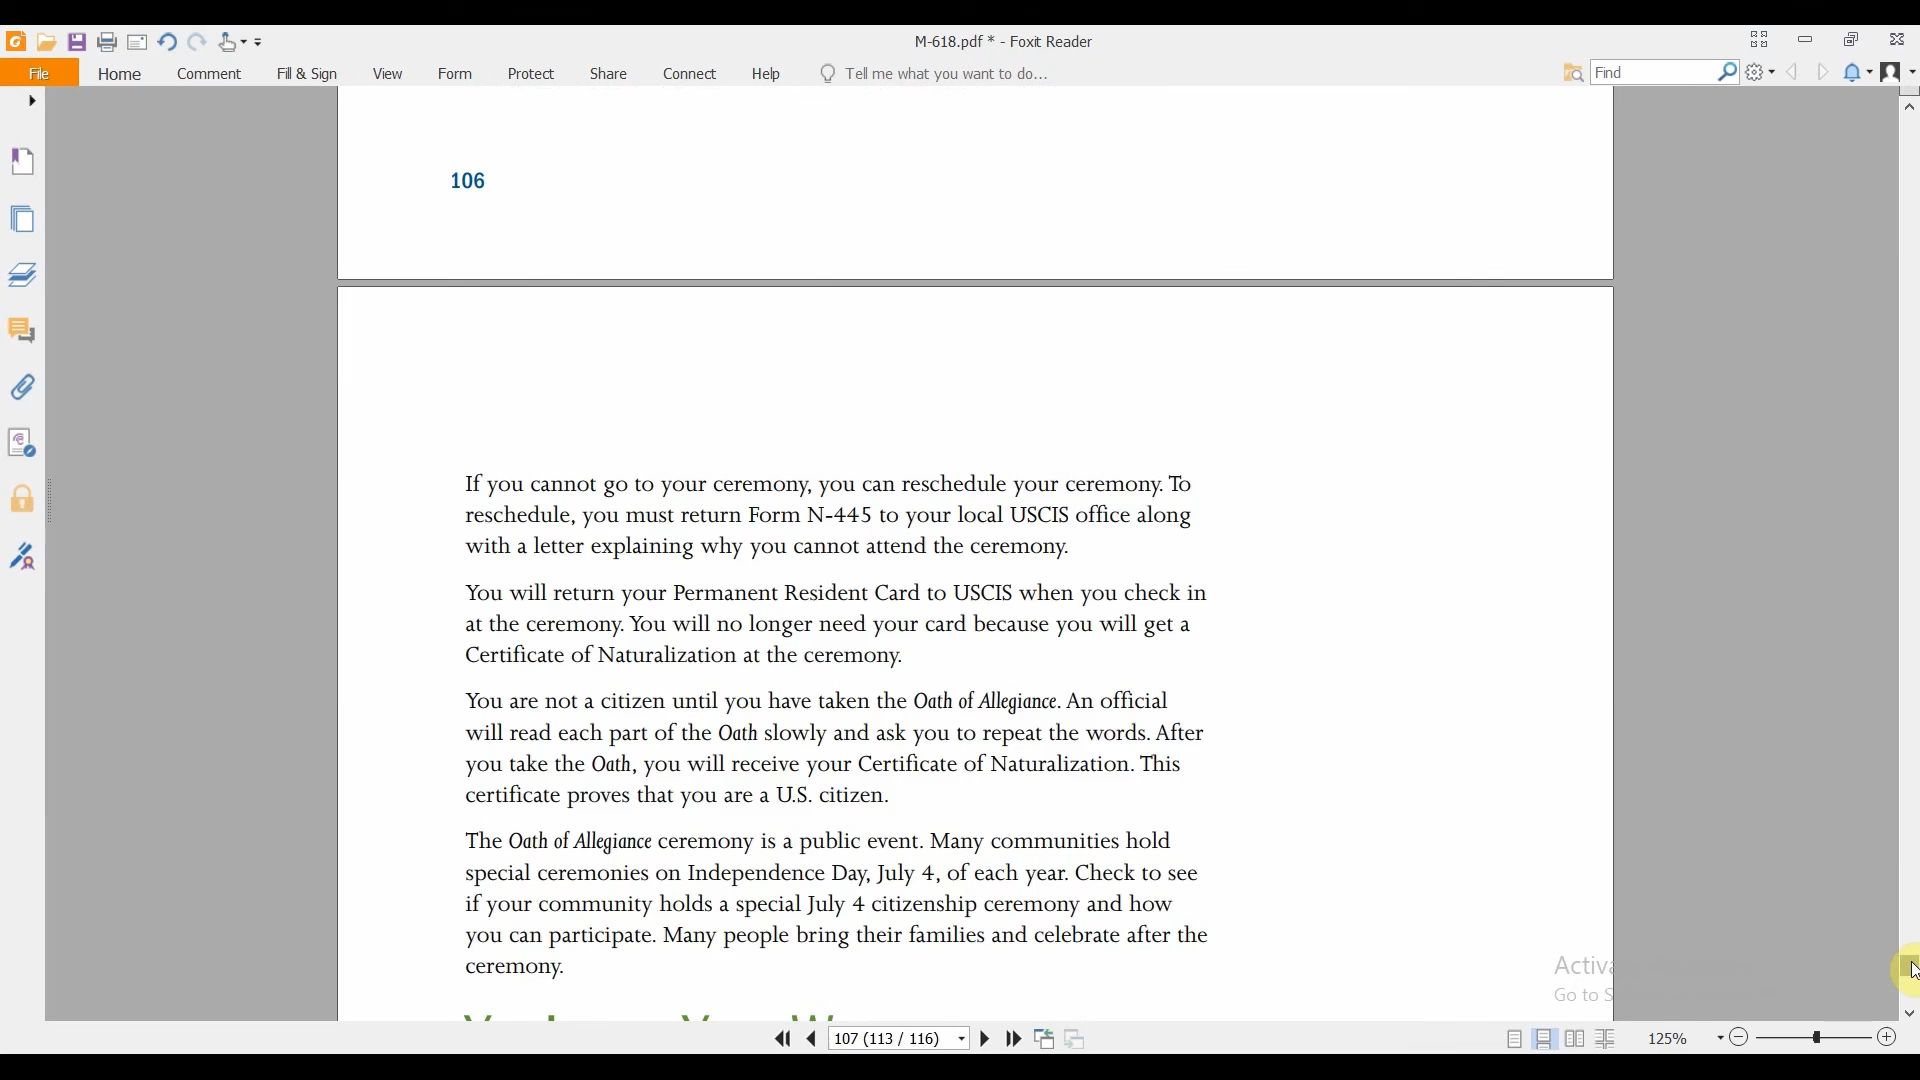 M-618.pdf * - Foxit Reader
File Home Comment Fill & Sign View Form Protect Share Connect Help Tell me what you want to do... Find
106
If you cannot go to your ceremony, you can reschedule your ceremony. To
reschedule, you must return Form N-445 to your local USCIS office along
with a letter explaining why you cannot attend the ceremony.
You will return your Permanent Resident Card to USCIS when you check in
at the ceremony. You will no longer need your card because you will get a
Certificate of Naturalization at the ceremony.
You are not a citizen until you have taken the Oath of Allegiance. An official
will read each part of the Oath slowly and ask you to repeat the words. After
you take the Oath, you will receive your Certificate of Naturalization. This
certificate proves that you are a U.S. citizen.
The Oath of Allegiance ceremony is a public event. Many communities hold
special ceremonies on Independence Day, July 4, of each year. Check to see
if your community holds a special July 4 citizenship ceremony and how
you can participate. Many people bring their families and celebrate after the
ceremony.
Activa
Go to S
107 (113 / 116) 125%